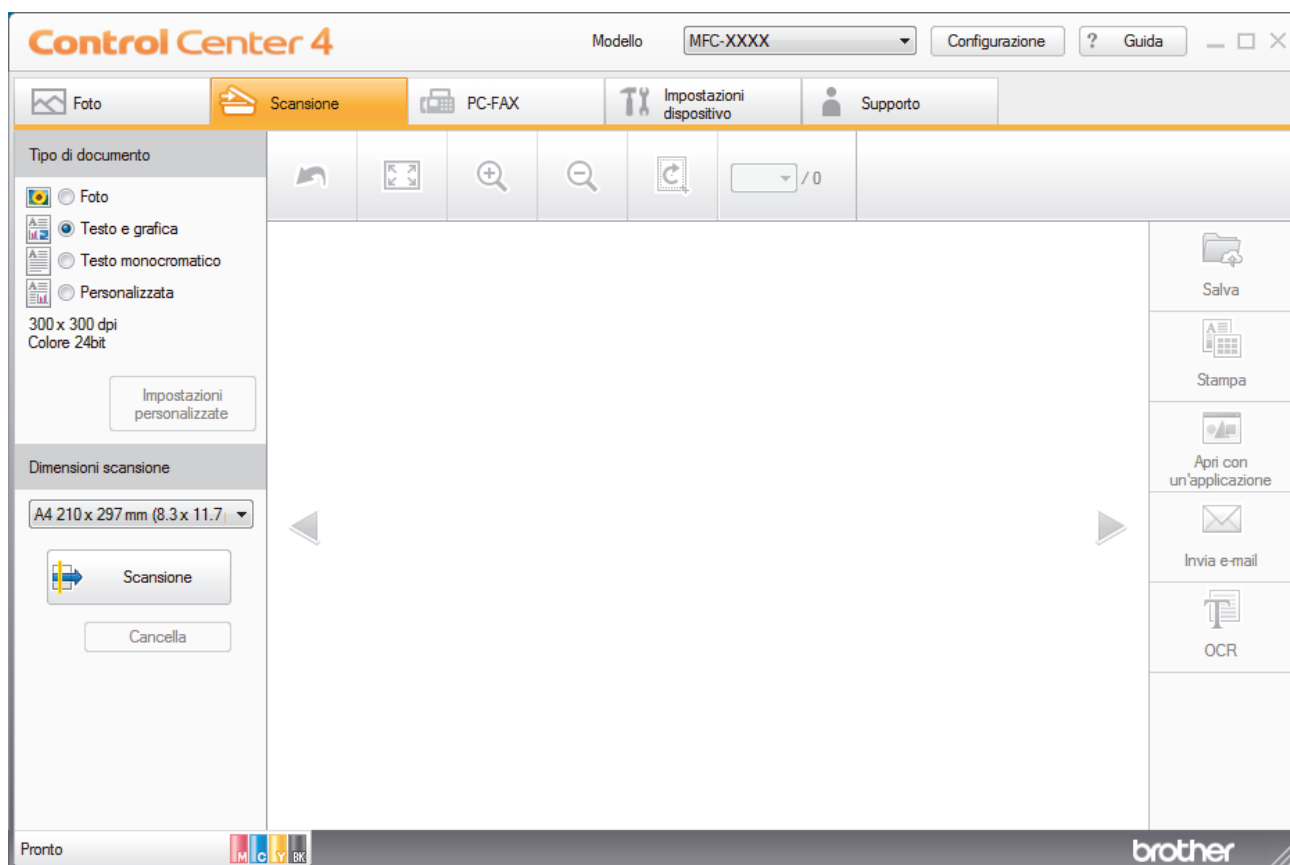 Control Center 4
Modello
MFC-XXXX
Configurazione
? Guida
Foto
Scansione
PC-FAX
Impostazioni
dispositivo
Supporto
Tipo di documento
/ 0
Foto
Testo e grafica
Testo monocromatico
Personalizzata
300 x 300 dpi
Colore 24bit
Impostazioni
personalizzate
Dimensioni scansione
A4 210 x 297 mm (8.3 x 11.7
Scansione
Cancella
Salva
Stampa
Apri con
un'applicazione
Invia e-mail
OCR
Pronto
M C Y BK
brother